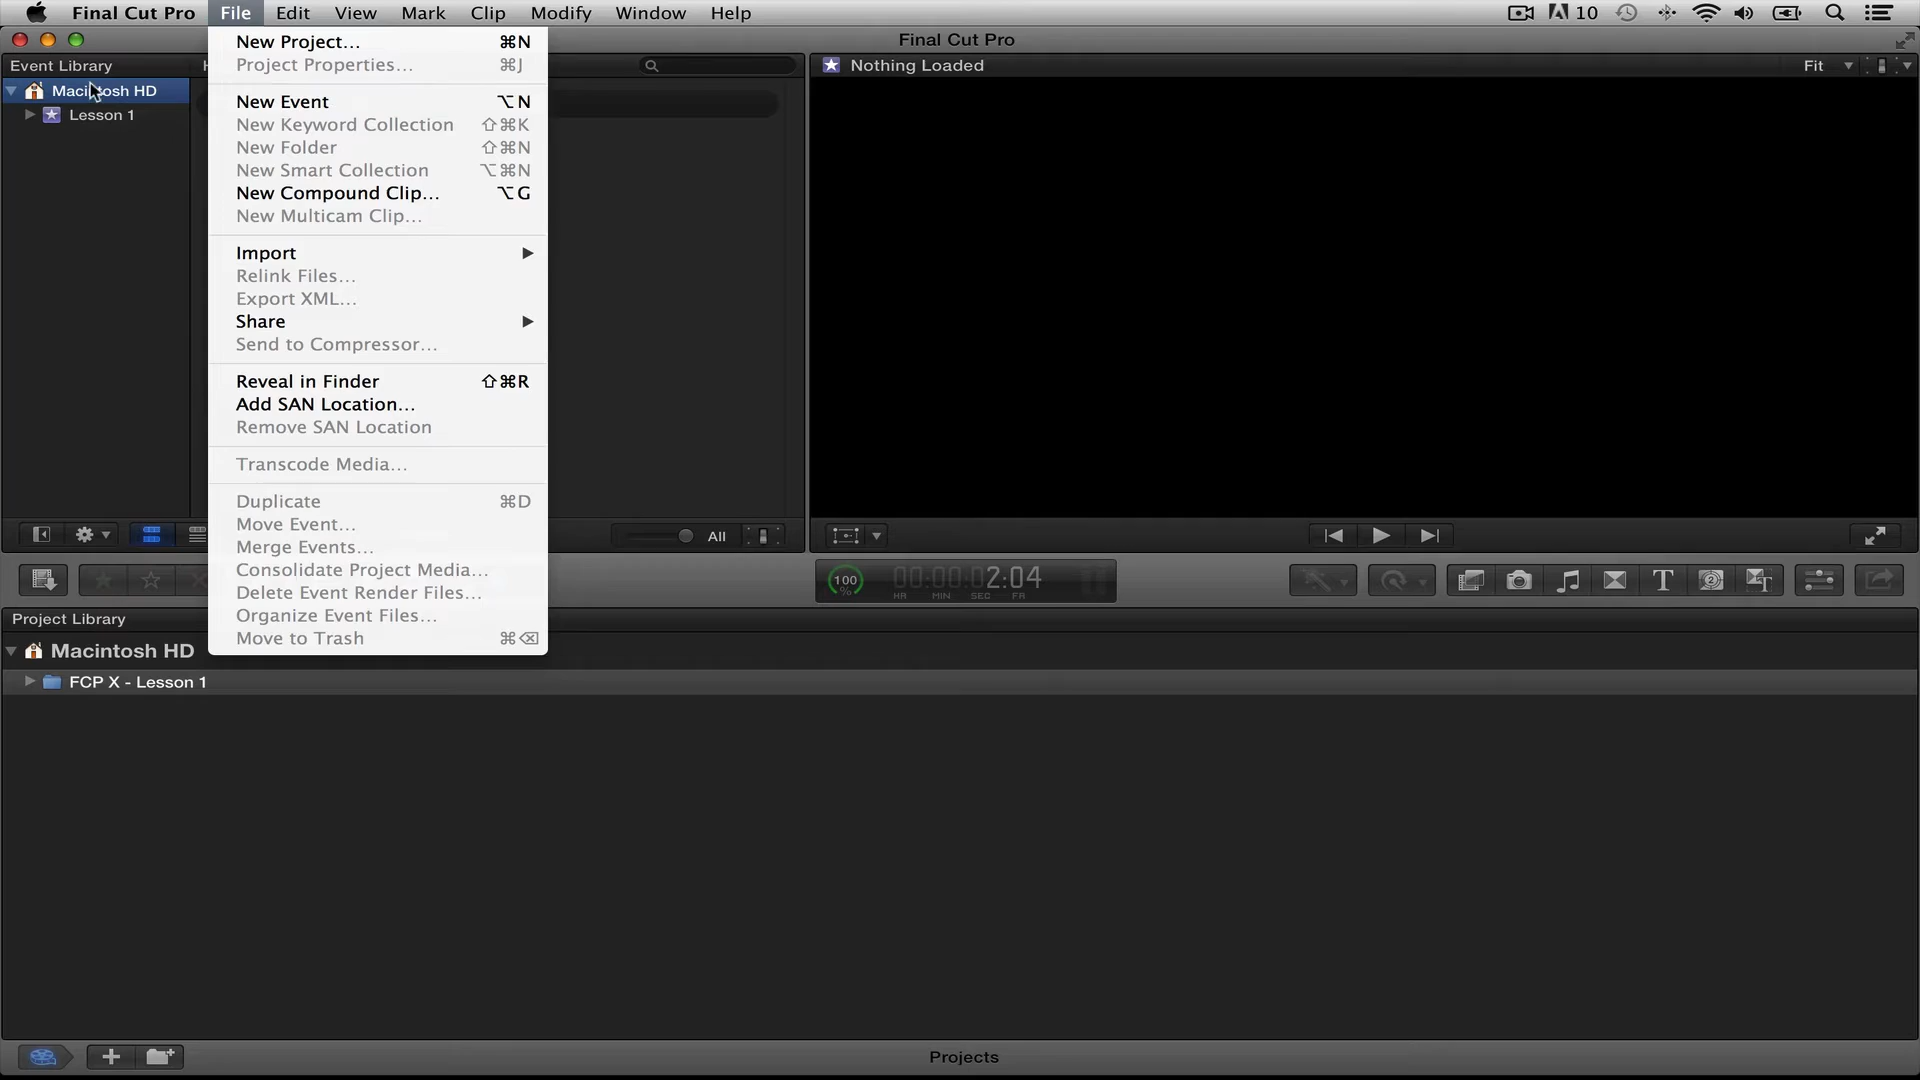 Final Cut Pro File Edit View Mark Clip Modify Window Help 10
Final Cut Pro
Event Library
Nothing Loaded Fit
Macintosh HD
Lesson 1
New Project... ⌘N
Project Properties... ⌘J
New Event ⌥N
New Keyword Collection ⇧⌘K
New Folder ⇧⌘N
New Smart Collection ⌥⌘N
New Compound Clip... ⌥G
New Multicam Clip...
Import ▶
Relink Files...
Export XML...
Share ▶
Send to Compressor...
Reveal in Finder ⇧⌘R
Add SAN Location...
Remove SAN Location
Transcode Media...
Duplicate ⌘D
Move Event...
Merge Events...
Consolidate Project Media...
Delete Event Render Files...
Organize Event Files...
Move to Trash ⌘⌫
All
100 %
00:00:02:04
HR MIN SEC FR
Project Library
Macintosh HD
FCP X - Lesson 1
Projects